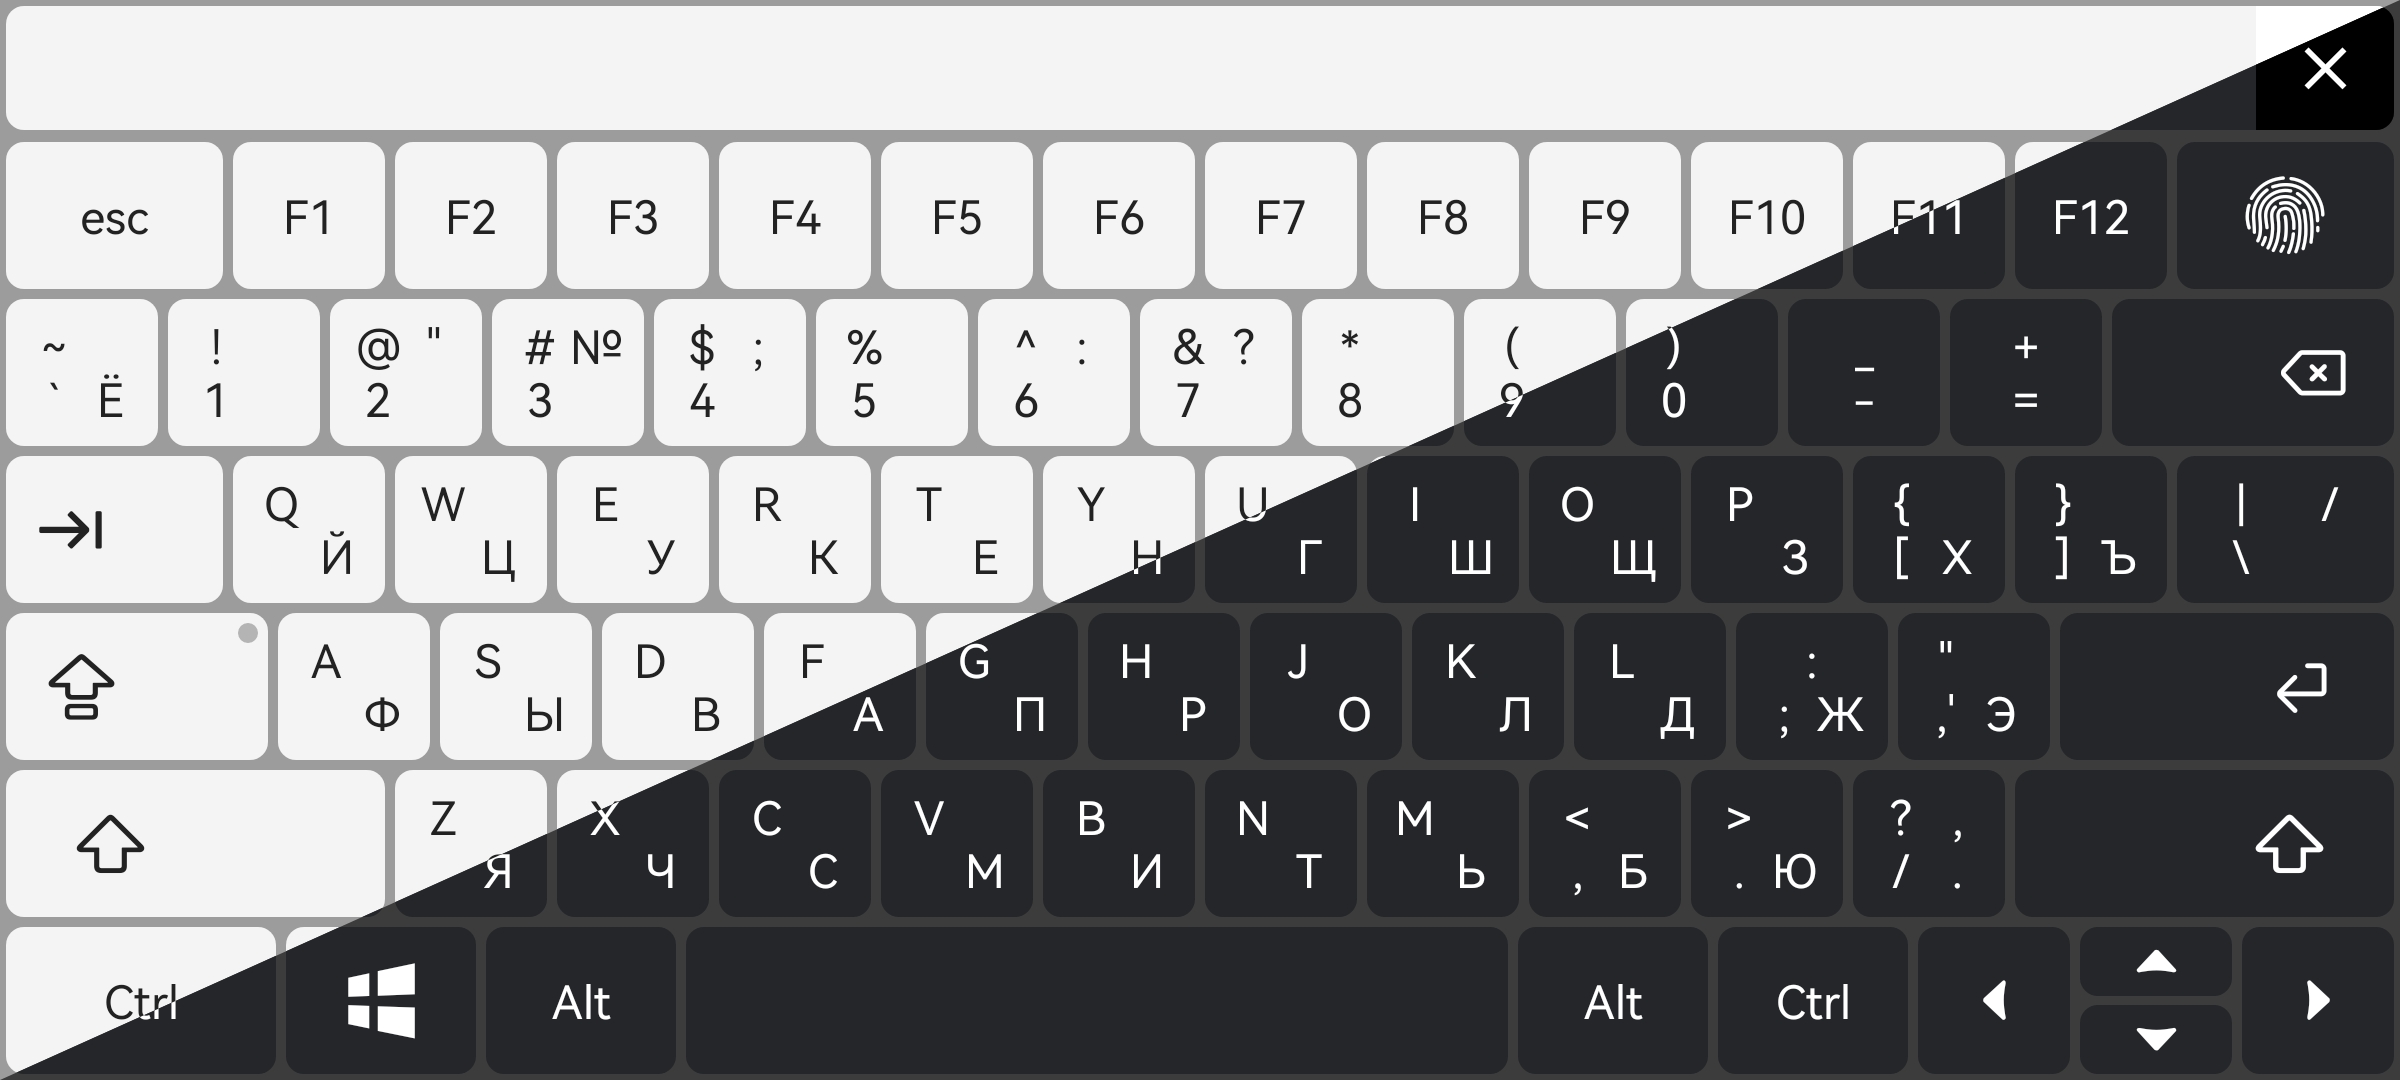 esc F1 F2 F3 F4 F5 F6 F7 F8 F9 F10 F11 F12
~ ! @ " # № $ ; % ^ : & ? * ( ) _ +
` Ё 1 2 3 4 5 6 7 8 9 0 - =
Q W E R T Y U I O P { } | /
Й Ц У К Е Н Г Ш Щ З [ Х ] Ъ \
A S D F G H J K L : "
Ф Ы В А П Р О Л Д ; Ж ,' Э
Z X C V B N M < > ? ,
Я Ч С М И Т Ь , Б . Ю / .
Ctrl Alt Alt Ctrl